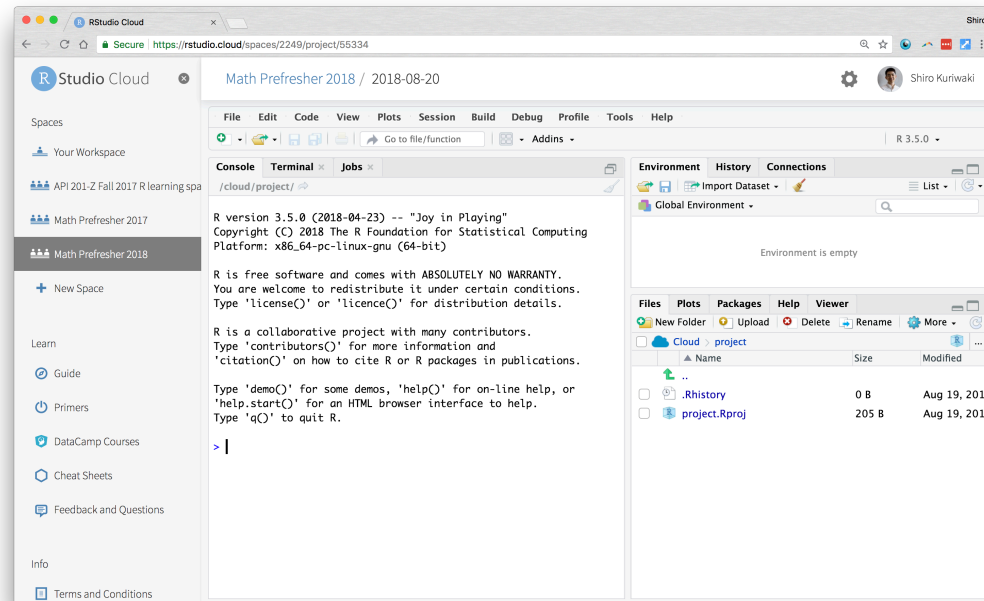 RStudio Cloud
Shiro
Secure https://rstudio.cloud/spaces/2249/project/55334
R Studio Cloud
Math Prefresher 2018 / 2018-08-20
Shiro Kuriwaki
Spaces
Your Workspace
API 201-Z Fall 2017 R learning spa
Math Prefresher 2017
Math Prefresher 2018
New Space
Learn
Guide
Primers
DataCamp Courses
Cheat Sheets
Feedback and Questions
Info
Terms and Conditions
File Edit Code View Plots Session Build Debug Profile Tools Help
Go to file/function Addins R 3.5.0
Console Terminal Jobs
/cloud/project/
R version 3.5.0 (2018-04-23) -- "Joy in Playing"
Copyright (C) 2018 The R Foundation for Statistical Computing
Platform: x86_64-pc-linux-gnu (64-bit)
R is free software and comes with ABSOLUTELY NO WARRANTY.
You are welcome to redistribute it under certain conditions.
Type 'license()' or 'licence()' for distribution details.
R is a collaborative project with many contributors.
Type 'contributors()' for more information and
'citation()' on how to cite R or R packages in publications.
Type 'demo()' for some demos, 'help()' for on-line help, or
'help.start()' for an HTML browser interface to help.
Type 'q()' to quit R.
>
Environment History Connections
Import Dataset List
Global Environment
Environment is empty
Files Plots Packages Help Viewer
New Folder Upload Delete Rename More
Cloud project ...
Name Size Modified
..
.Rhistory 0 B Aug 19, 201
project.Rproj 205 B Aug 19, 201